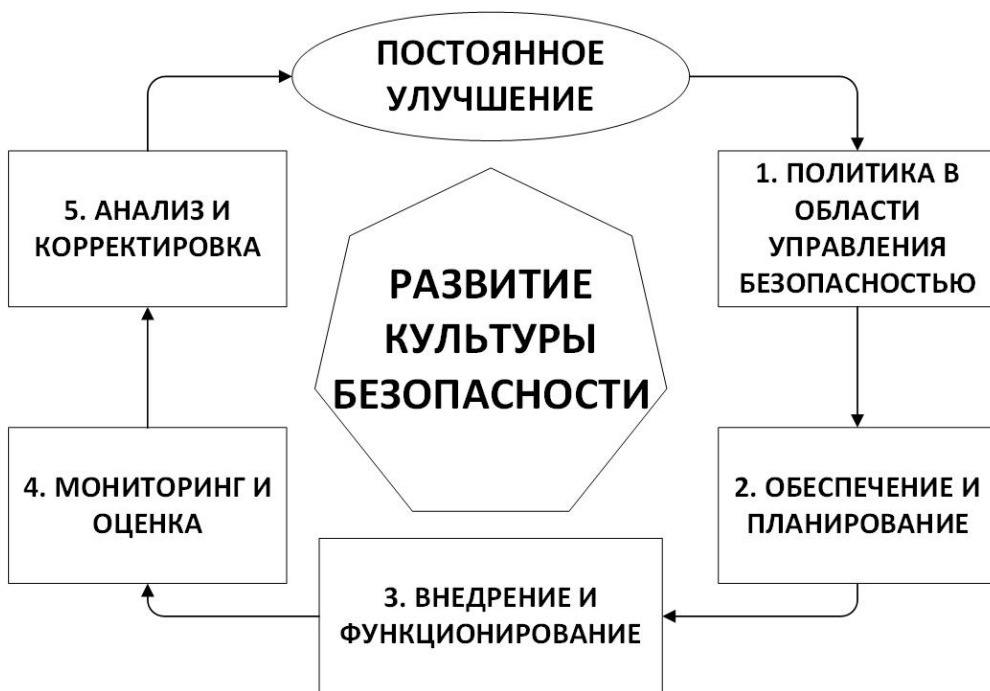 ПОСТОЯННОЕ
УЛУЧШЕНИЕ
1. ПОЛИТИКА В
ОБЛАСТИ
УПРАВЛЕНИЯ
БЕЗОПАСНОСТЬЮ
2. ОБЕСПЕЧЕНИЕ И
ПЛАНИРОВАНИЕ
3. ВНЕДРЕНИЕ И
ФУНКЦИОНИРОВАНИЕ
4. МОНИТОРИНГ И
ОЦЕНКА
5. АНАЛИЗ И
КОРРЕКТИРОВКА
РАЗВИТИЕ
КУЛЬТУРЫ
БЕЗОПАСНОСТИ